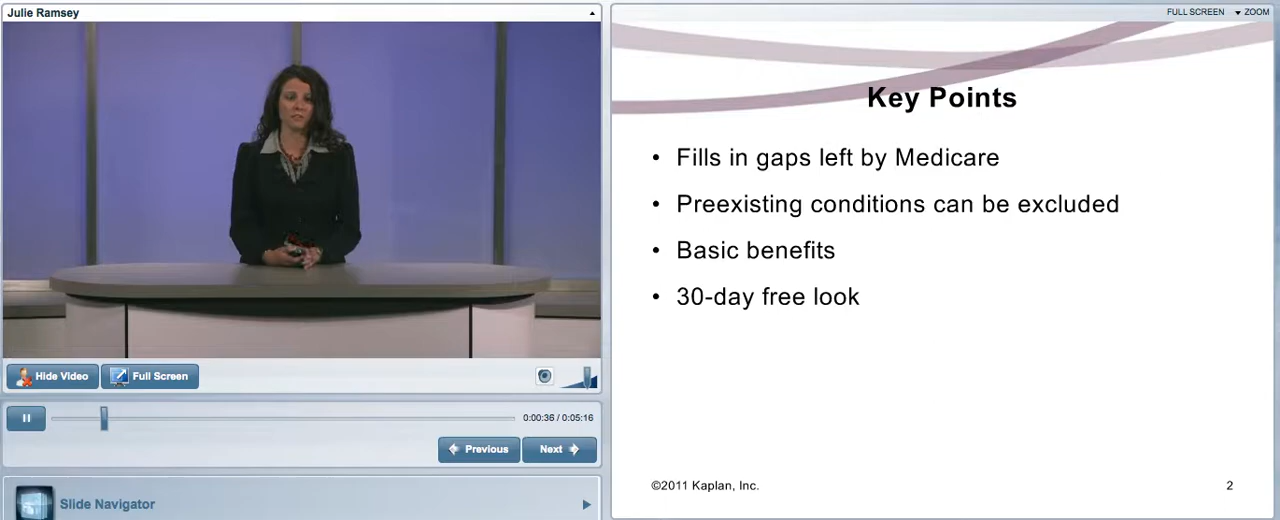 Julie Ramsey
Hide Video
Full Screen
0:00:36 / 0:05:16
Previous
Next
Slide Navigator
FULL SCREEN
ZOOM
Key Points
• Fills in gaps left by Medicare
• Preexisting conditions can be excluded
• Basic benefits
• 30-day free look
©2011 Kaplan, Inc.
2